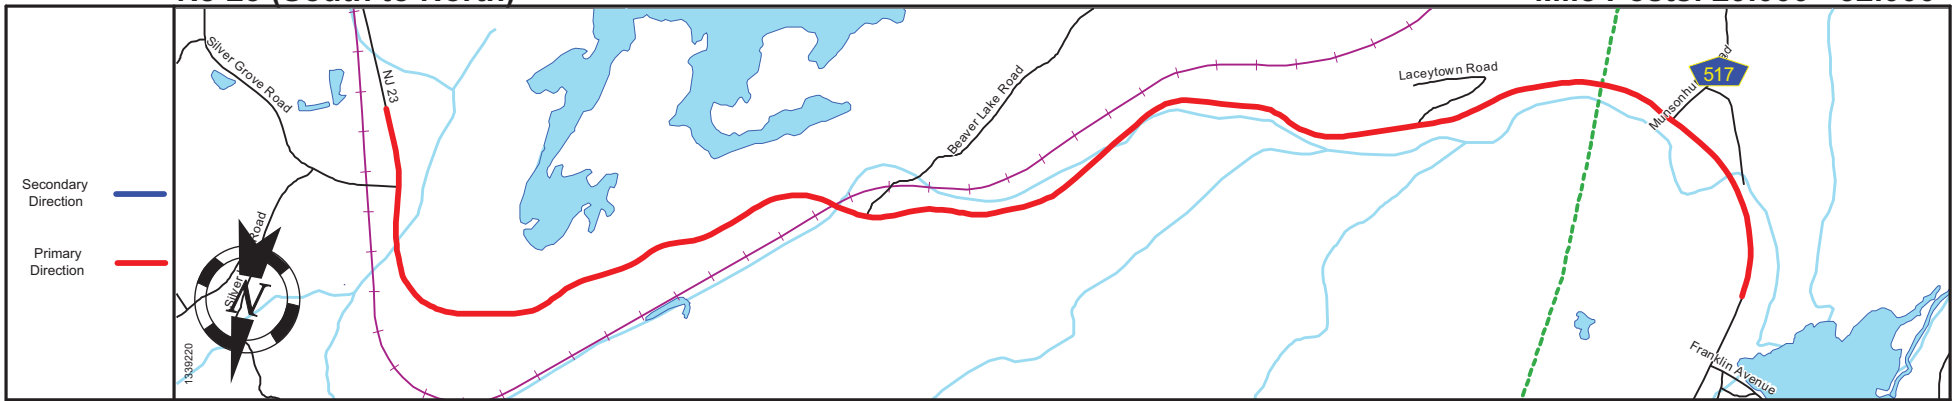 Secondary
Direction
Primary
Direction
Silver Grove Road
NJ 23
Beaver Lake Road
Laceytown Road
517
Franklin Avenue
N
1339220